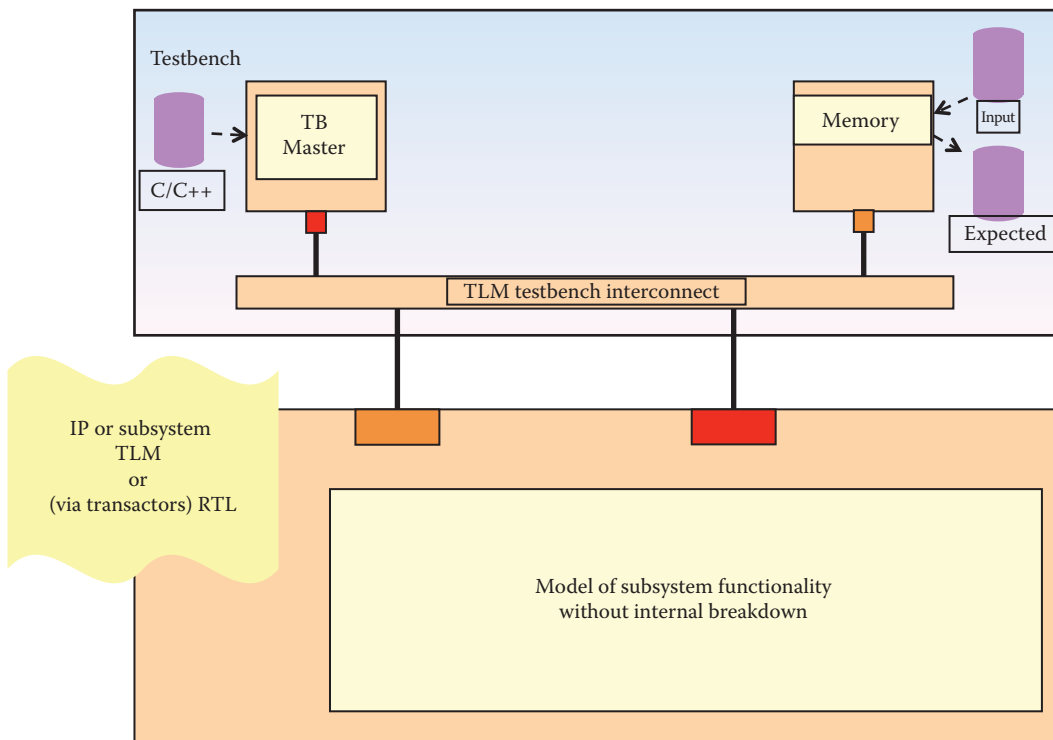 Testbench
TB
Master
C/C++
Memory
Input
Expected
TLM testbench interconnect
IP or subsystem
TLM
or
(via transactors) RTL
Model of subsystem functionality
without internal breakdown